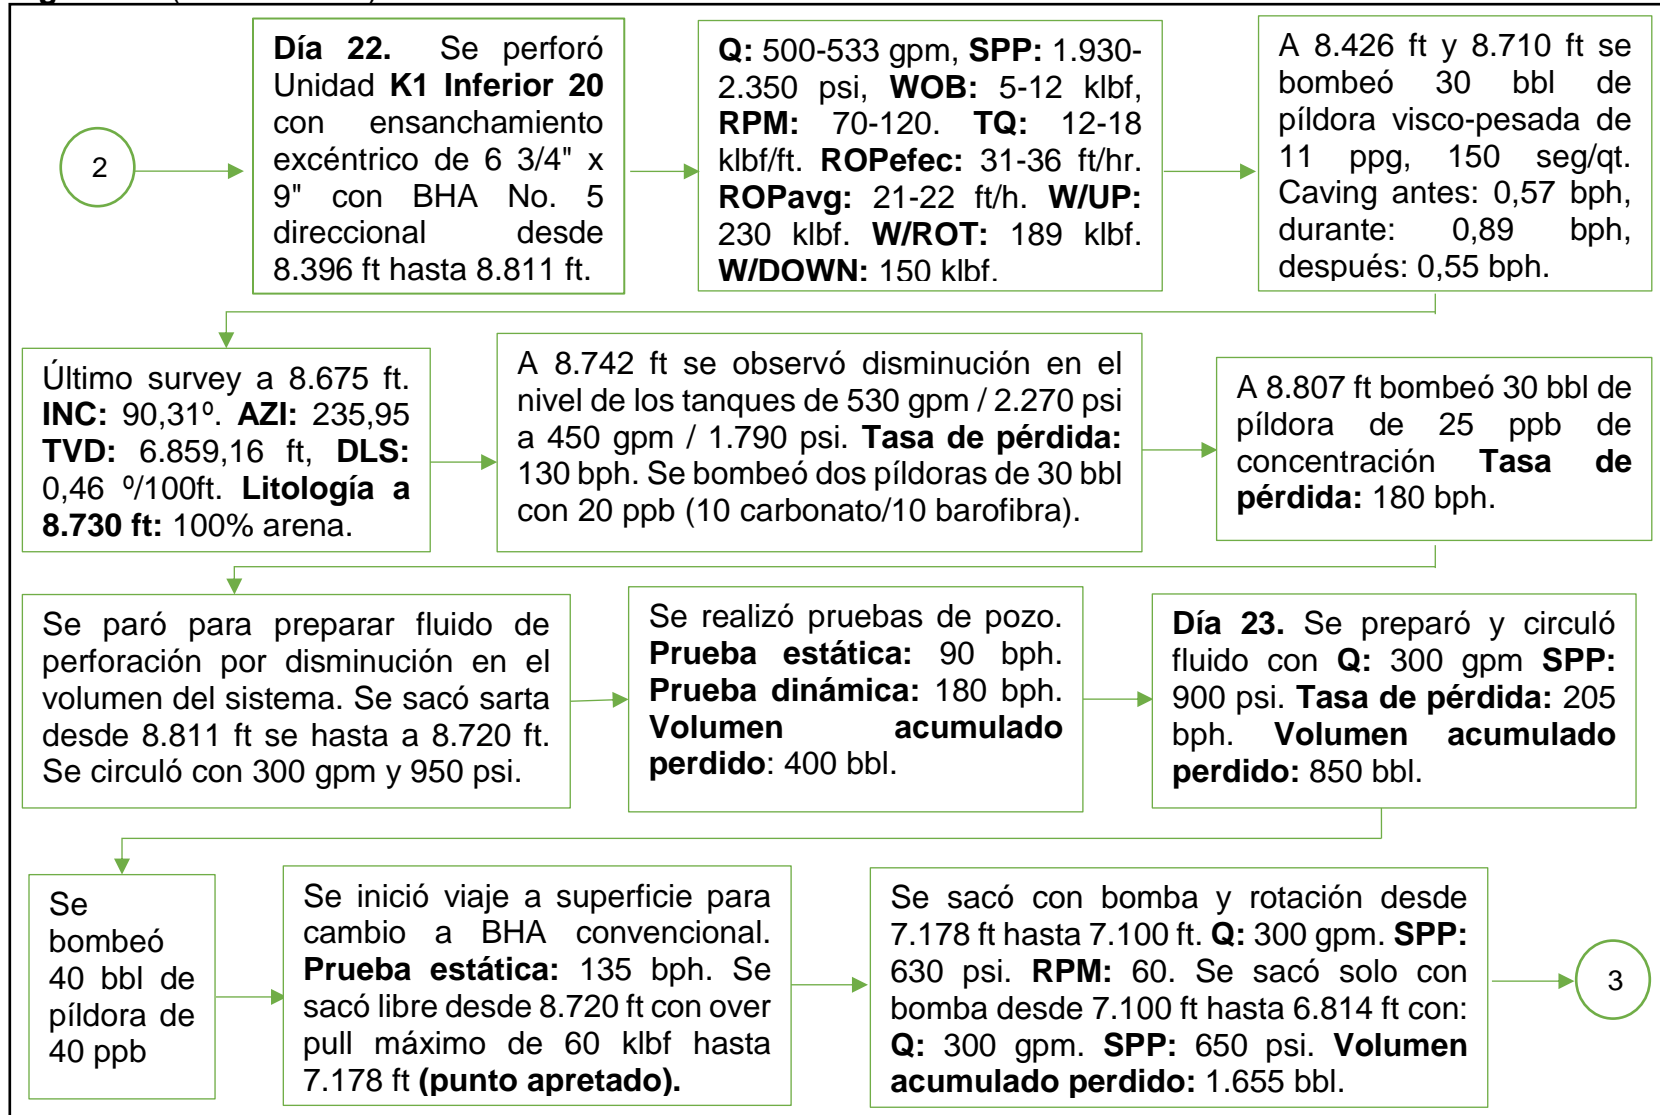 2
Día 22. Se perforó
Unidad K1 Inferior 20
con ensanchamiento
excéntrico de 6 3/4" x
9" con BHA No. 5
direccional desde
8.396 ft hasta 8.811 ft.
Q: 500-533 gpm, SPP: 1.930-
2.350 psi, WOB: 5-12 klbf,
RPM: 70-120. TQ: 12-18
klbf/ft. ROPefec: 31-36 ft/hr.
ROPavg: 21-22 ft/h. W/UP:
230 klbf. W/ROT: 189 klbf.
W/DOWN: 150 klbf.
A 8.426 ft y 8.710 ft se
bombeó 30 bbl de
píldora visco-pesada de
11 ppg, 150 seg/qt.
Caving antes: 0,57 bph,
durante: 0,89 bph,
después: 0,55 bph.
Último survey a 8.675 ft.
INC: 90,31º. AZI: 235,95
TVD: 6.859,16 ft, DLS:
0,46 º/100ft. Litología a
8.730 ft: 100% arena.
A 8.742 ft se observó disminución en el
nivel de los tanques de 530 gpm / 2.270 psi
a 450 gpm / 1.790 psi. Tasa de pérdida:
130 bph. Se bombeó dos píldoras de 30 bbl
con 20 ppb (10 carbonato/10 barofibra).
A 8.807 ft bombeó 30 bbl de
píldora de 25 ppb de
concentración Tasa de
pérdida: 180 bph.
Se paró para preparar fluido de
perforación por disminución en el
volumen del sistema. Se sacó sarta
desde 8.811 ft se hasta a 8.720 ft.
Se circuló con 300 gpm y 950 psi.
Se realizó pruebas de pozo.
Prueba estática: 90 bph.
Prueba dinámica: 180 bph.
Volumen acumulado
perdido: 400 bbl.
Día 23. Se preparó y circuló
fluido con Q: 300 gpm SPP:
900 psi. Tasa de pérdida: 205
bph. Volumen acumulado
perdido: 850 bbl.
Se
bombeó
40 bbl de
píldora de
40 ppb
Se inició viaje a superficie para
cambio a BHA convencional.
Prueba estática: 135 bph. Se
sacó libre desde 8.720 ft con over
pull máximo de 60 klbf hasta
7.178 ft (punto apretado).
Se sacó con bomba y rotación desde
7.178 ft hasta 7.100 ft. Q: 300 gpm. SPP:
630 psi. RPM: 60. Se sacó solo con
bomba desde 7.100 ft hasta 6.814 ft con:
Q: 300 gpm. SPP: 650 psi. Volumen
acumulado perdido: 1.655 bbl.
3